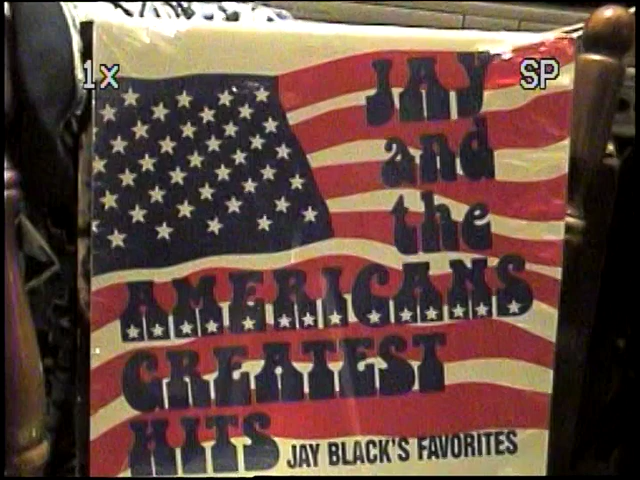 1x SP
JAY
and
the
AMERICANS
GREATEST
HITS JAY BLACK'S FAVORITES